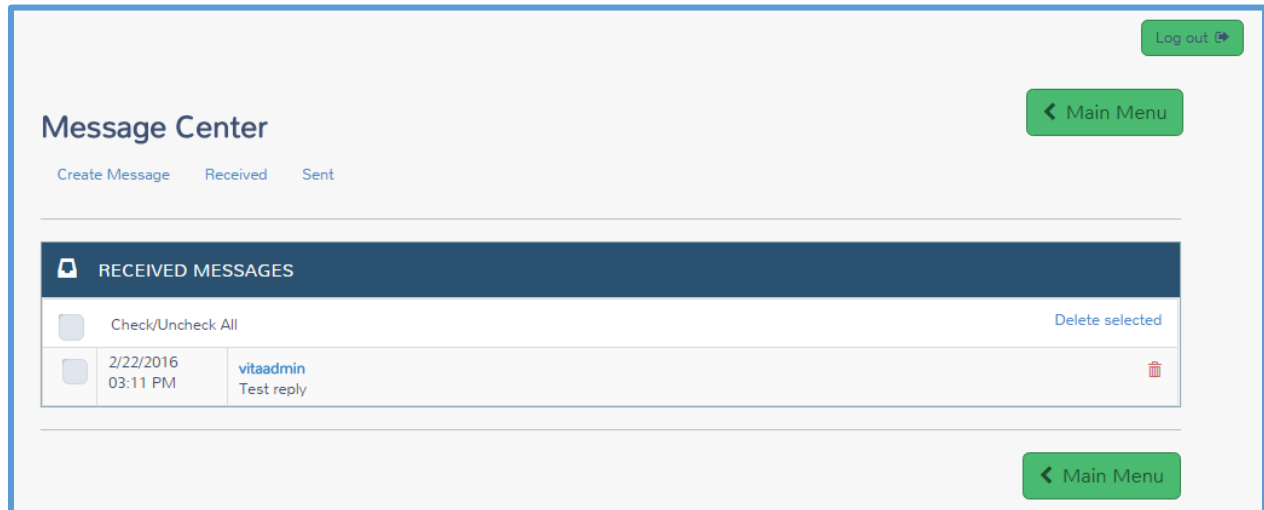 Log out
Main Menu
Message Center
Create Message Received Sent
RECEIVED MESSAGES
Check/Uncheck All Delete selected
2/22/2016
03:11 PM
vitaadmin
Test reply
Main Menu